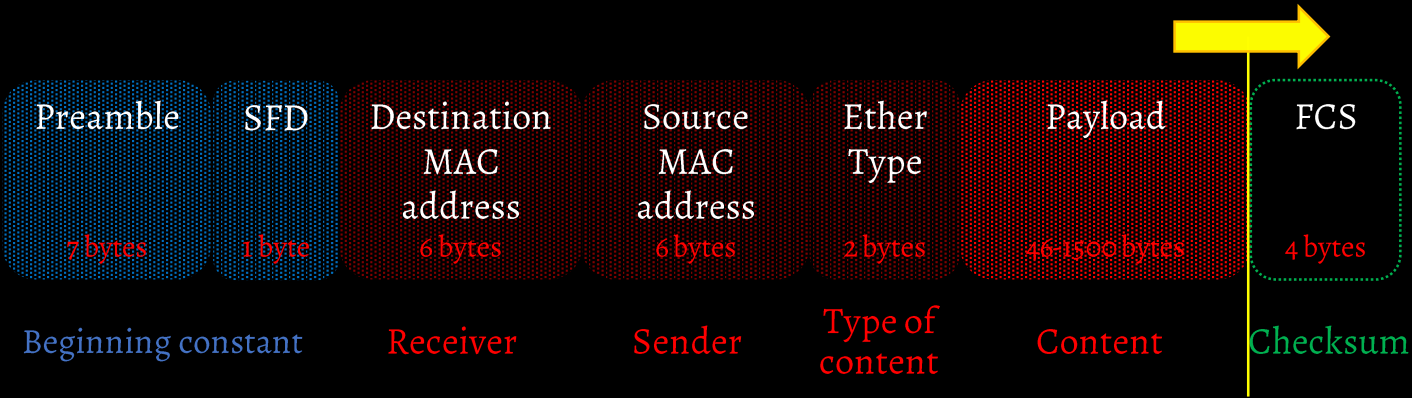 Preamble
7 bytes
SFD
1 byte
Destination
MAC
address
6 bytes
Source
MAC
address
6 bytes
Ether
Type
2 bytes
Payload
46-1500 bytes
FCS
4 bytes
Beginning constant
Receiver
Sender
Type of
content
Content
Checksum